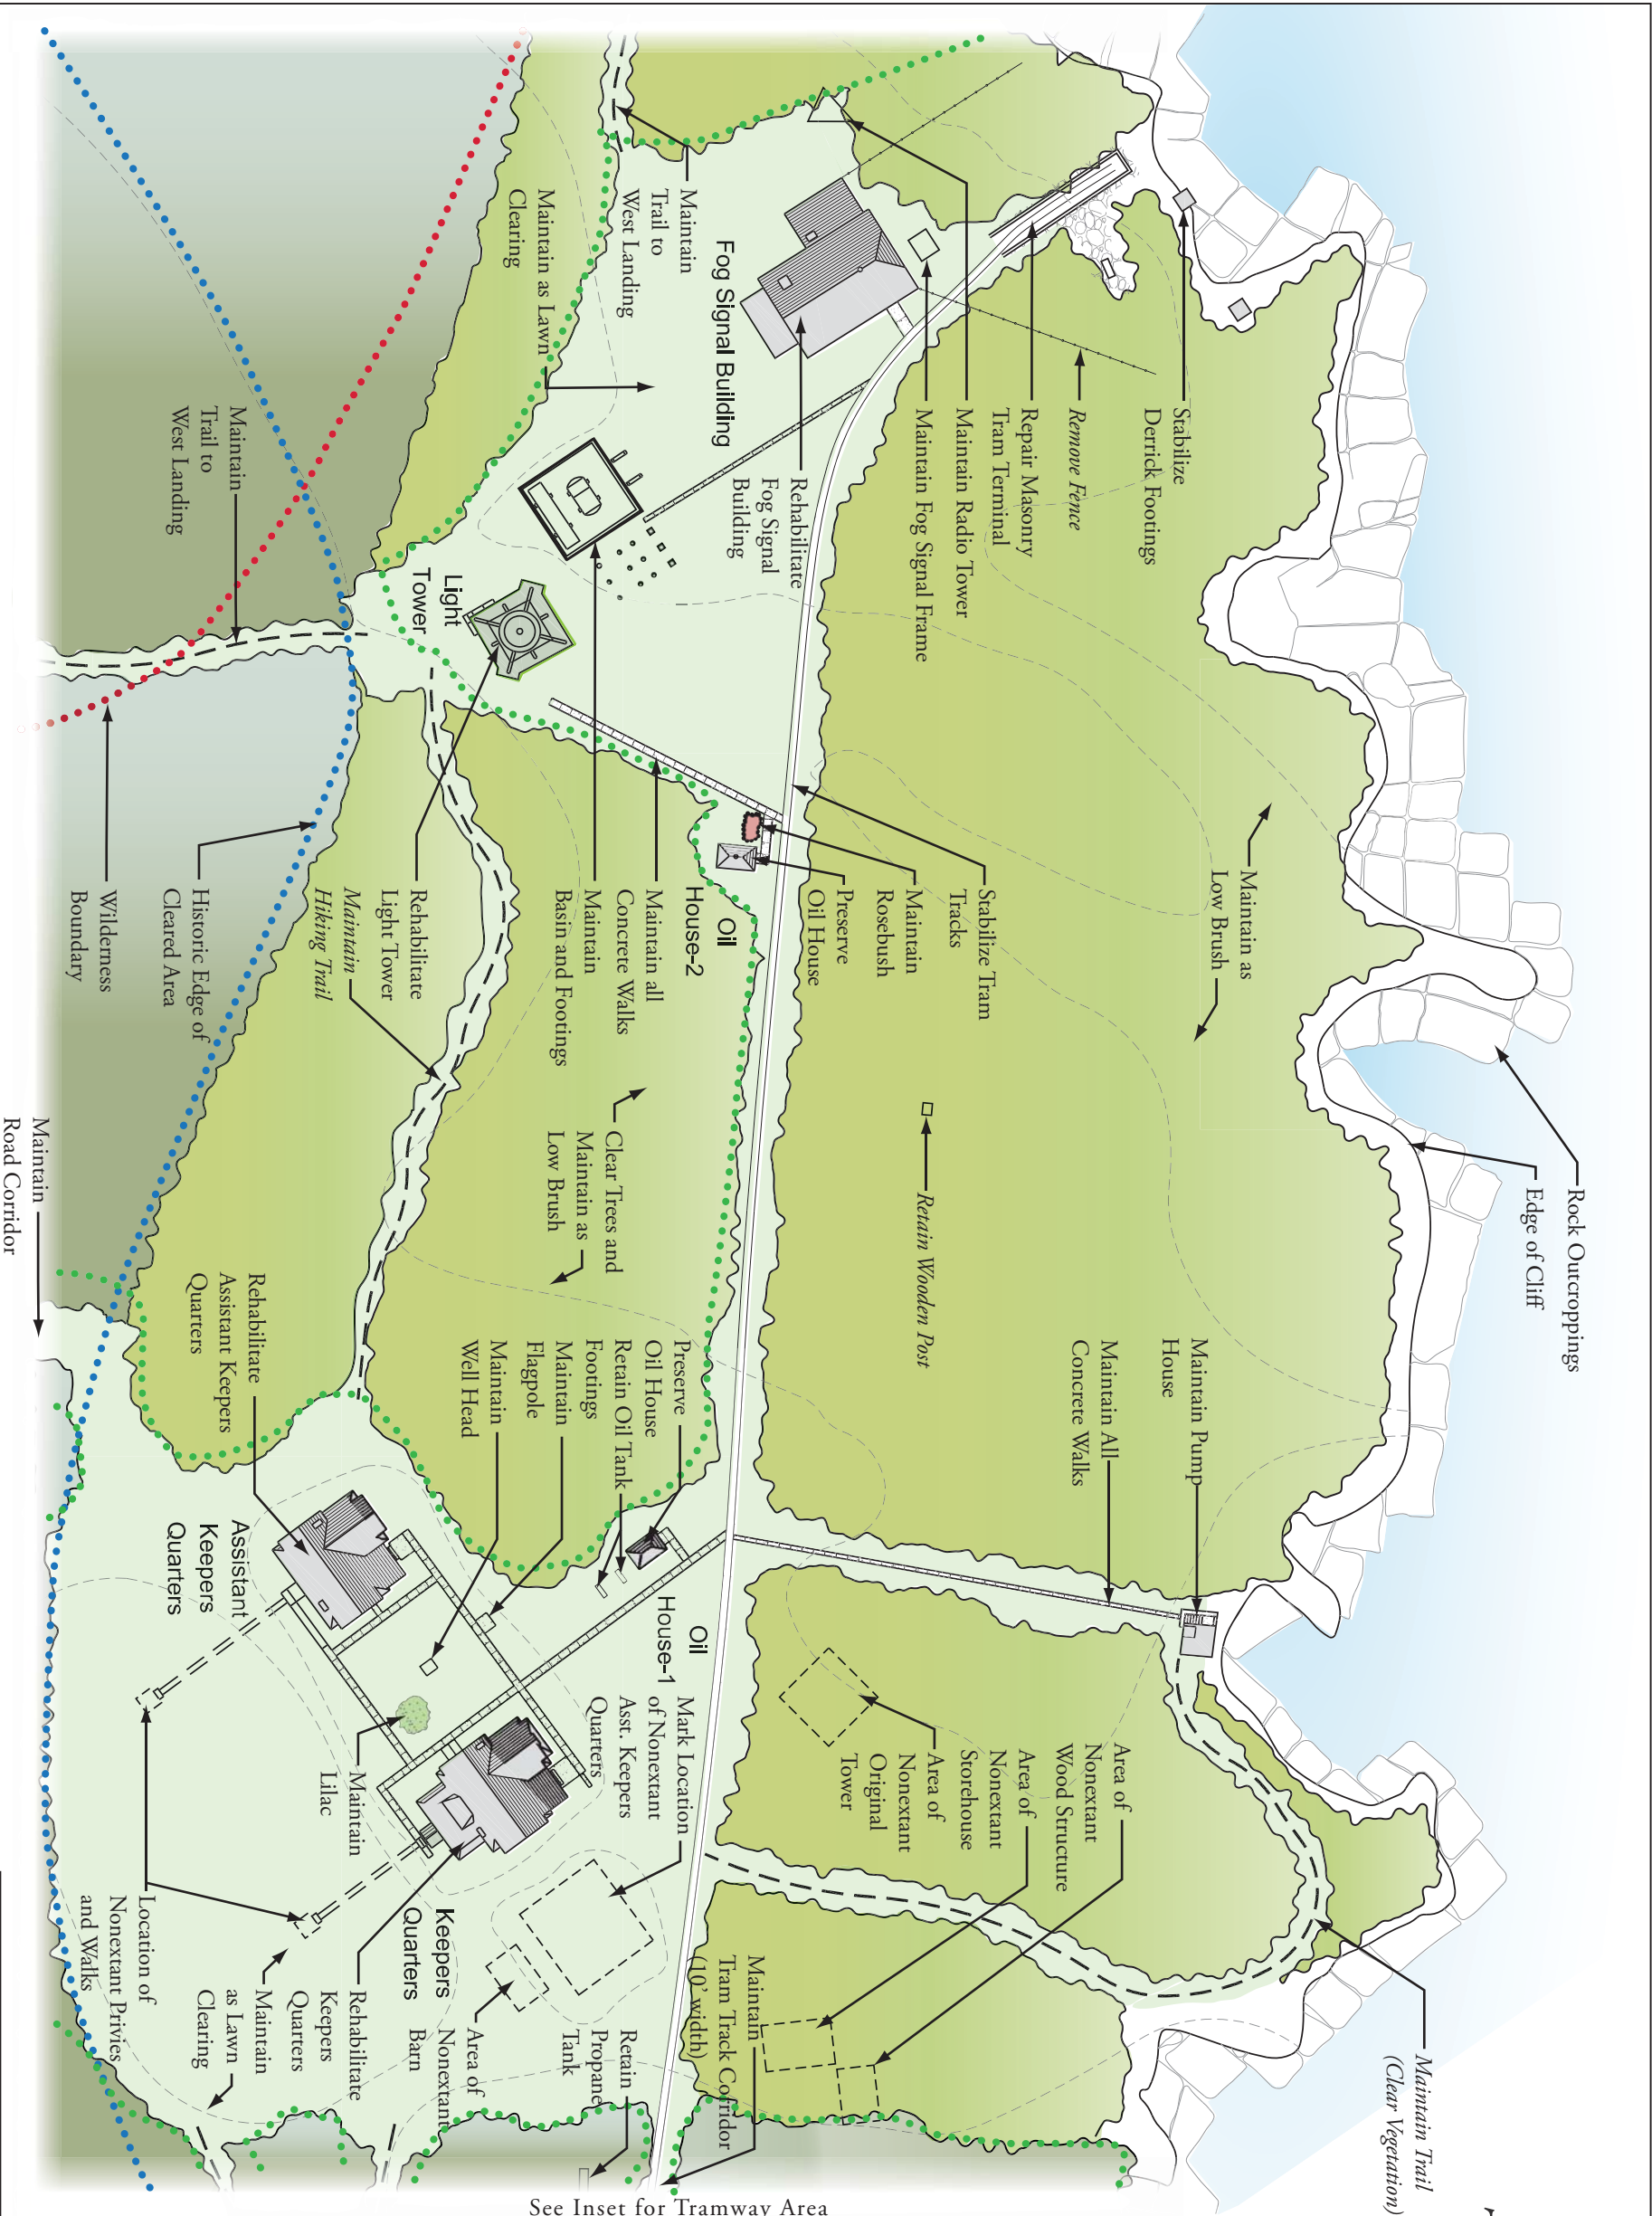 Rock Outcroppings
Edge of Cliff
Maintain Trail
(Clear Vegetation)
Stabilize
Derrick Footings
Remove Fence
Repair Masonry
Tram Terminal
Maintain Radio Tower
Maintain Fog Signal Frame
Rehabilitate
Fog Signal
Building
Fog Signal Building
Maintain
Trail to
West Landing
Maintain as Lawn
Clearing
Maintain
Trail to
West Landing
Light
Tower
Maintain as
Low Brush
Stabilize Tram
Tracks
Maintain
Rosebush
Preserve
Oil House
Oil
House-2
Maintain all
Concrete Walks
Maintain
Basin and Footings
Rehabilitate
Light Tower
Maintain
Hiking Trail
Historic Edge of
Cleared Area
Wilderness
Boundary
Retain Wooden Post
Clear Trees and
Maintain as
Low Brush
Maintain
Road Corridor
Maintain Pump
House
Maintain All
Concrete Walks
Preserve
Oil House
Retain Oil Tank
Footings
Maintain
Flagpole
Maintain
Well Head
Rehabilitate
Assistant Keepers
Quarters
Assistant
Keepers
Quarters
Oil
House-1
Area of
Nonextant
Wood Structure
Area of
Nonextant
Storehouse
Area of
Nonextant
Original
Tower
Mark Location
of Nonextant
Asst. Keepers
Quarters
Maintain
Lilac
Location of
Nonextant Privies
and Walks
Keepers
Quarters
Maintain
Tram Track Corridor
(10' width)
Retain
Propane
Tank
Area of
Nonextant
Barn
Rehabilitate
Keepers
Quarters
Maintain
as Lawn
Clearing
See Inset for Tramway Area